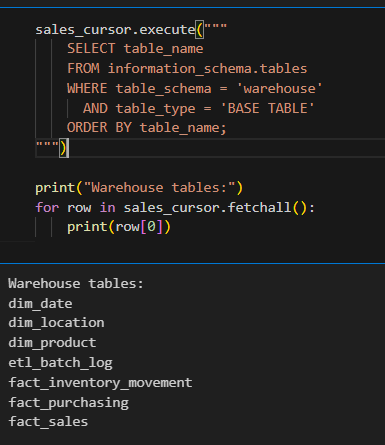 sales_cursor.execute("""
    SELECT table_name
    FROM information_schema.tables
    WHERE table_schema = 'warehouse'
      AND table_type = 'BASE TABLE'
    ORDER BY table_name;
""")
print("Warehouse tables:")
for row in sales_cursor.fetchall():
    print(row[0])
Warehouse tables:
dim_date
dim_location
dim_product
etl_batch_log
fact_inventory_movement
fact_purchasing
fact_sales